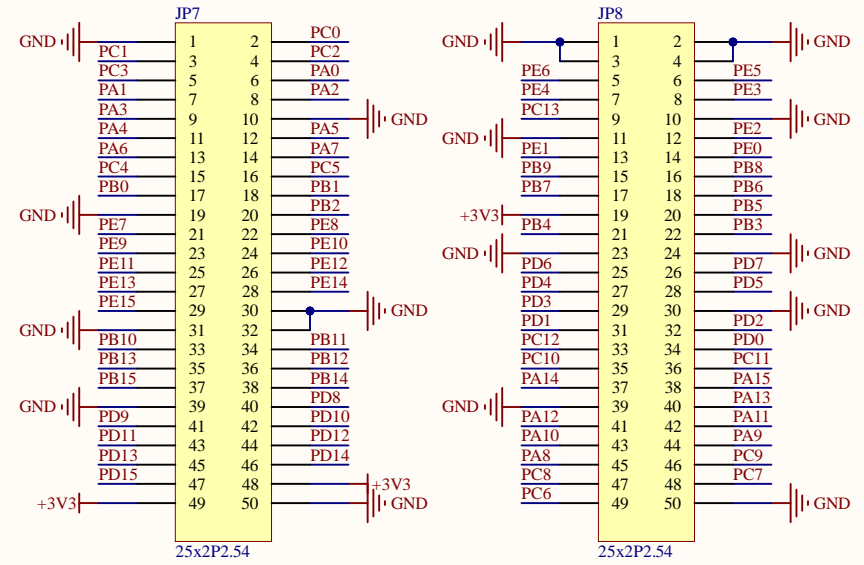 JP7
GND 1 2 PC0
PC1 3 4 PC2
PC3 5 6 PA0
PA1 7 8 PA2
PA3 9 10 GND
PA4 11 12 PA5
PA6 13 14 PA7
PC4 15 16 PC5
PB0 17 18 PB1
GND 19 20 PB2
PE7 21 22 PE8
PE9 23 24 PE10
PE11 25 26 PE12
PE13 27 28 PE14
PE15 29 30 GND
GND 31 32
PB10 33 34 PB11
PB13 35 36 PB12
PB15 37 38 PB14
GND 39 40 PD8
PD9 41 42 PD10
PD11 43 44 PD12
PD13 45 46 PD14
PD15 47 48 +3V3
+3V3 49 50 GND
25x2P2.54
JP8
GND 1 2 GND
3 4
PE6 5 6 PE5
PE4 7 8 PE3
PC13 9 10 GND
GND 11 12 PE2
PE1 13 14 PE0
PB9 15 16 PB8
PB7 17 18 PB6
+3V3 19 20 PB5
PB4 21 22 PB3
GND 23 24 GND
PD6 25 26 PD7
PD4 27 28 PD5
PD3 29 30 GND
PD1 31 32 PD2
PC12 33 34 PD0
PC10 35 36 PC11
PA14 37 38 PA15
GND 39 40 PA13
PA12 41 42 PA11
PA10 43 44 PA9
PA8 45 46 PC9
PC8 47 48 PC7
PC6 49 50 GND
25x2P2.54